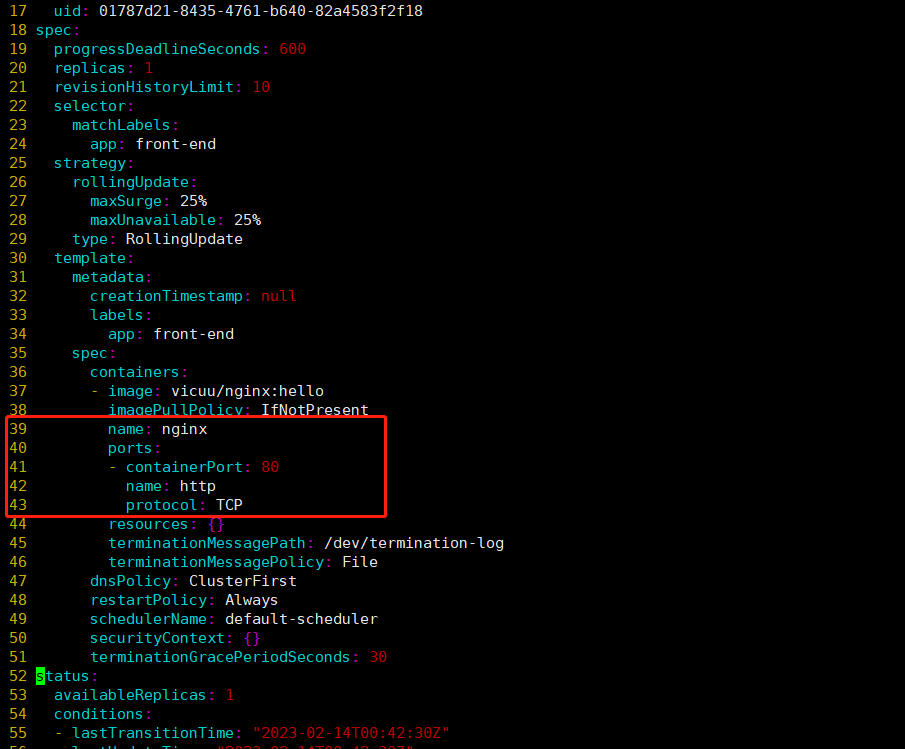 17   uid: 01787d21-8435-4761-b640-82a4583f2f18
18 spec:
19   progressDeadlineSeconds: 600
20   replicas: 1
21   revisionHistoryLimit: 10
22   selector:
23     matchLabels:
24       app: front-end
25   strategy:
26     rollingUpdate:
27       maxSurge: 25%
28       maxUnavailable: 25%
29     type: RollingUpdate
30   template:
31     metadata:
32       creationTimestamp: null
33       labels:
34         app: front-end
35     spec:
36       containers:
37       - image: vicuu/nginx:hello
38         imagePullPolicy: IfNotPresent
39         name: nginx
40         ports:
41         - containerPort: 80
42           name: http
43           protocol: TCP
44         resources: {}
45         terminationMessagePath: /dev/termination-log
46         terminationMessagePolicy: File
47       dnsPolicy: ClusterFirst
48       restartPolicy: Always
49       schedulerName: default-scheduler
50       securityContext: {}
51       terminationGracePeriodSeconds: 30
52 status:
53   availableReplicas: 1
54   conditions:
55   - lastTransitionTime: "2023-02-14T00:42:30Z"